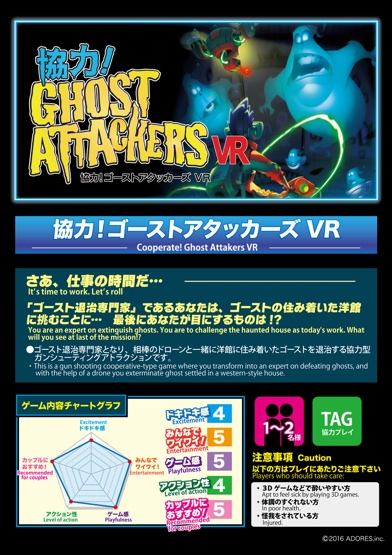 協力!
GHOST
ATTACKERS VR
協力!ゴーストアタッカーズ VR
協力!ゴーストアタッカーズ VR
Cooperate! Ghost Attakers VR
さあ、仕事の時間だ…
It's time to work. Let's roll
「ゴースト退治専門家」であるあなたは、ゴーストの住み着いた洋館
に挑むことに… 最後にあなたが目にするものは!?
You are an expert on extinguish ghosts. You are to challenge the haunted house as today's work. What
will you see at last of the mission!?
●ゴースト退治専門家となり、相棒のドローンと一緒に洋館に住み着いたゴーストを退治する協力型
ガンシューティングアトラクションです。
・This is a gun shooting cooperative-type game where you transform into an expert on defeating ghosts, and
with the help of a drone you exterminate ghost settled in a western-style house.
ゲーム内容チャートグラフ
Excitement
ドキドキ感
みんなで
ワイワイ!
Entertainment
ゲーム感
Playfulness
アクション性
Level of action
カップルに
おすすめ!
Recommended
for couples
ドキドキ感 4
Excitement
みんなで
ワイワイ! 5
Entertainment
ゲーム感 5
Playfulness
アクション性 4
Level of action
カップルに
おすすめ!! 5
Recommended
for couples
1~2
名様
TAG
協力プレイ
注意事項 Caution
以下の方はプレイにあたりご注意下さい
Players who should take care:
・3Dゲームなどで酔いやすい方
Apt to feel sick by playing 3D games.
・体調のすぐれない方
In poor health.
・怪我をされている方
Injured.
©2016 ADORES,inc.